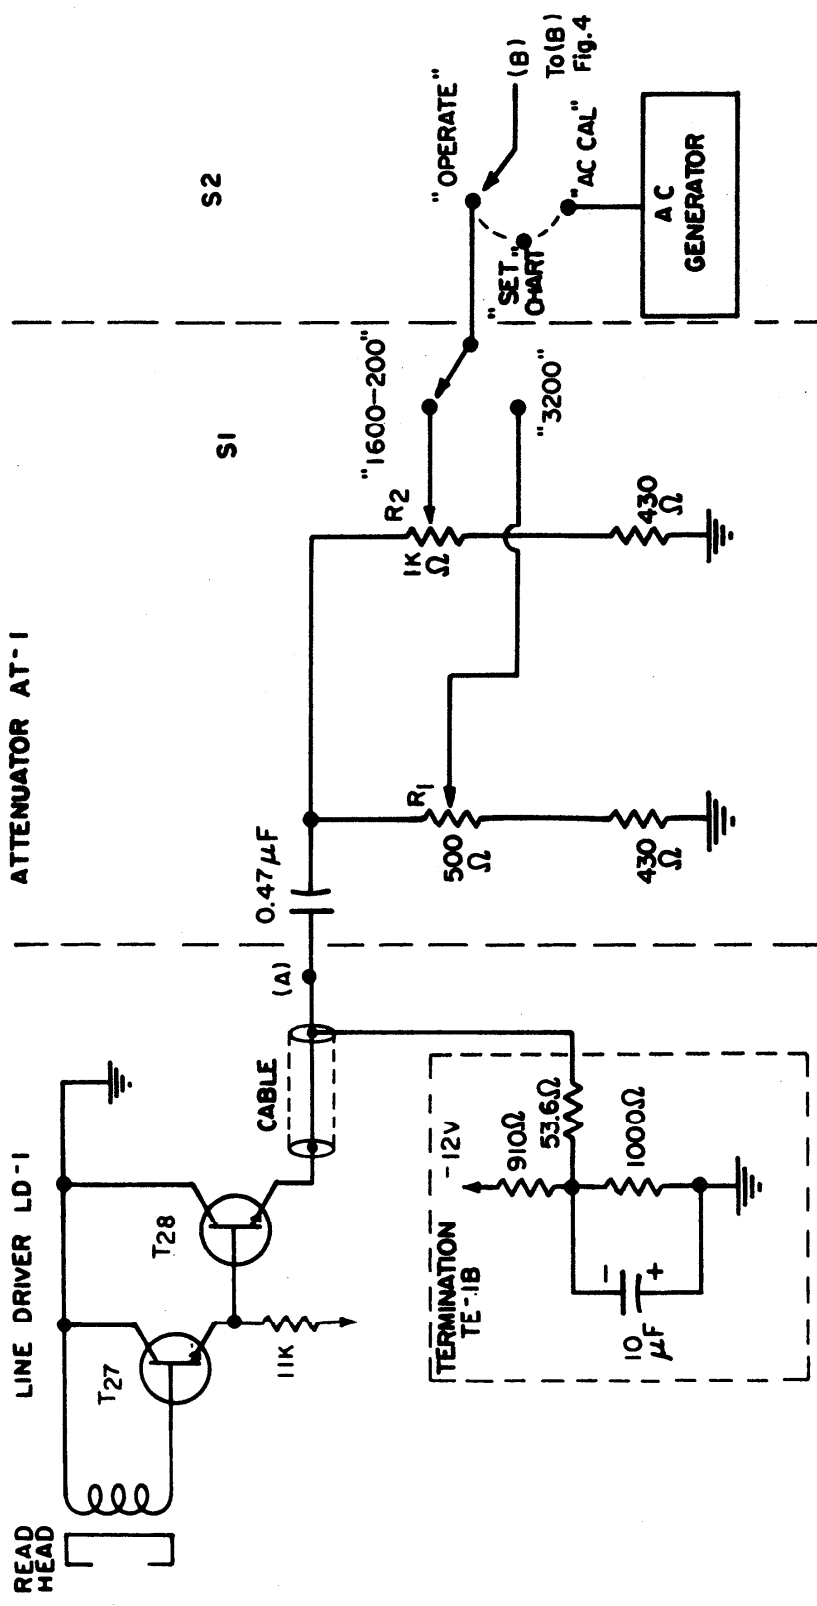 READ
HEAD
LINE DRIVER LD-1
ATTENUATOR AT-1
T27
T28
11K
CABLE
(A)
0.47µF
TERMINATION
TE-1B
-12V
910Ω
53.6Ω
1000Ω
10
µF
R1
500
Ω
430
Ω
R2
1K
Ω
430
Ω
S1
"1600-200"
"3200"
S2
"OPERATE"
"SET
CHART"
"AC CAL"
(B)
To(B)
Fig.4
AC
GENERATOR